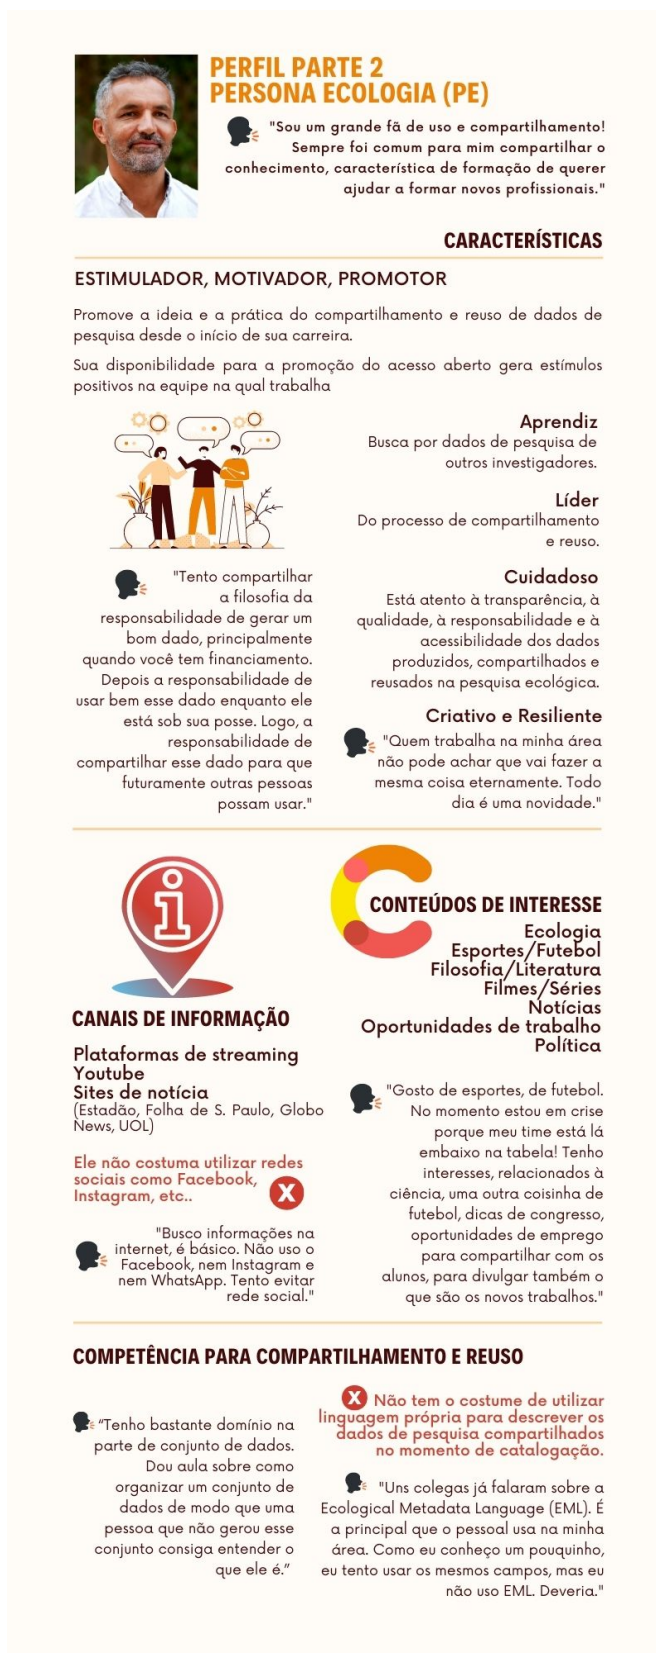 PERFIL PARTE 2
PERSONA ECOLOGIA (PE)
"Sou um grande fã de uso e compartilhamento!
Sempre foi comum para mim compartilhar o
conhecimento, característica de formação de querer
ajudar a formar novos profissionais."
CARACTERÍSTICAS
ESTIMULADOR, MOTIVADOR, PROMOTOR
Promove a ideia e a prática do compartilhamento e reuso de dados de
pesquisa desde o início de sua carreira.
Sua disponibilidade para a promoção do acesso aberto gera estímulos
positivos na equipe na qual trabalha
Aprendiz
Busca por dados de pesquisa de
outros investigadores.
Líder
Do processo de compartilhamento
e reuso.
Cuidadoso
Está atento à transparência, à
qualidade, à responsabilidade e à
acessibilidade dos dados
produzidos, compartilhados e
reusados na pesquisa ecológica.
Criativo e Resiliente
"Quem trabalha na minha área
não pode achar que vai fazer a
mesma coisa eternamente. Todo
dia é uma novidade."
"Tento compartilhar
a filosofia da
responsabilidade de gerar um
bom dado, principalmente
quando você tem financiamento.
Depois a responsabilidade de
usar bem esse dado enquanto ele
está sob sua posse. Logo, a
responsabilidade de
compartilhar esse dado para que
futuramente outras pessoas
possam usar."
CANAIS DE INFORMAÇÃO
Plataformas de streaming
Youtube
Sites de notícia
(Estadão, Folha de S. Paulo, Globo
News, UOL)
Ele não costuma utilizar redes
sociais como Facebook,
Instagram, etc..
X
"Busco informações na
internet, é básico. Não uso o
Facebook, nem Instagram e
nem WhatsApp. Tento evitar
rede social."
CONTEÚDOS DE INTERESSE
Ecologia
Esportes/Futebol
Filosofia/Literatura
Filmes/Séries
Notícias
Oportunidades de trabalho
Política
"Gosto de esportes, de futebol.
No momento estou em crise
porque meu time está lá
embaixo na tabela! Tenho
interesses, relacionados à
ciência, uma outra coisinha de
futebol, dicas de congresso,
oportunidades de emprego
para compartilhar com os
alunos, para divulgar também o
que são os novos trabalhos."
COMPETÊNCIA PARA COMPARTILHAMENTO E REUSO
"Tenho bastante domínio na
parte de conjunto de dados.
Dou aula sobre como
organizar um conjunto de
dados de modo que uma
pessoa que não gerou esse
conjunto consiga entender o
que ele é."
X Não tem o costume de utilizar
linguagem própria para descrever os
dados de pesquisa compartilhados
no momento de catalogação.
"Uns colegas já falaram sobre a
Ecological Metadata Language (EML). É
a principal que o pessoal usa na minha
área. Como eu conheço um pouquinho,
eu tento usar os mesmos campos, mas eu
não uso EML. Deveria."